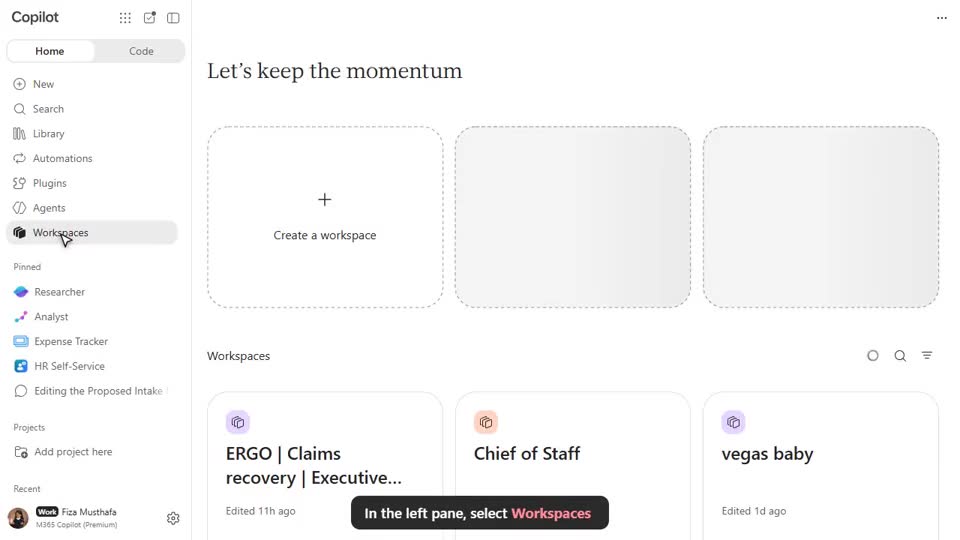 Copilot
Home
Code
New
Search
Library
Automations
Plugins
Agents
Workspaces
Pinned
Researcher
Analyst
Expense Tracker
HR Self-Service
Editing the Proposed Intake
Projects
Add project here
Recent
Work Fiza Musthafa
M365 Copilot (Premium)
Let's keep the momentum
Create a workspace
Workspaces
ERGO | Claims
recovery | Executive...
Edited 11h ago
Chief of Staff
vegas baby
Edited 1d ago
In the left pane, select Workspaces